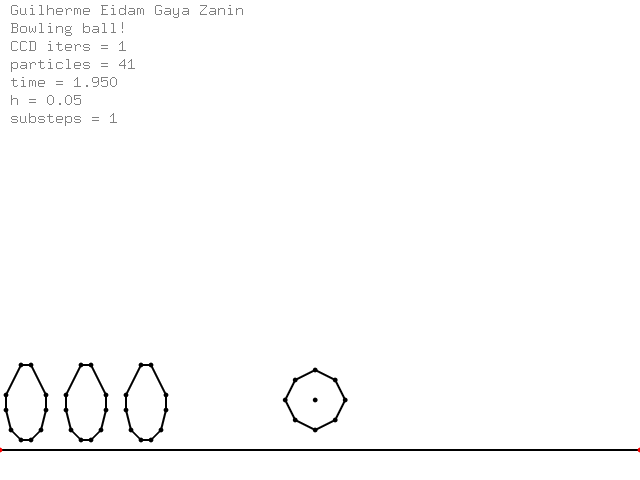 Guilherme Eidam Gaya Zanin
Bowling ball!
CCD iters = 1
particles = 41
time = 1.950
h = 0.05
substeps = 1